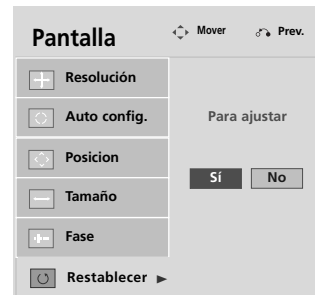 Pantalla
Mover
Prev.
Resolución
Auto config.
Posicion
Tamaño
Fase
Restablecer
Para ajustar
Sí No